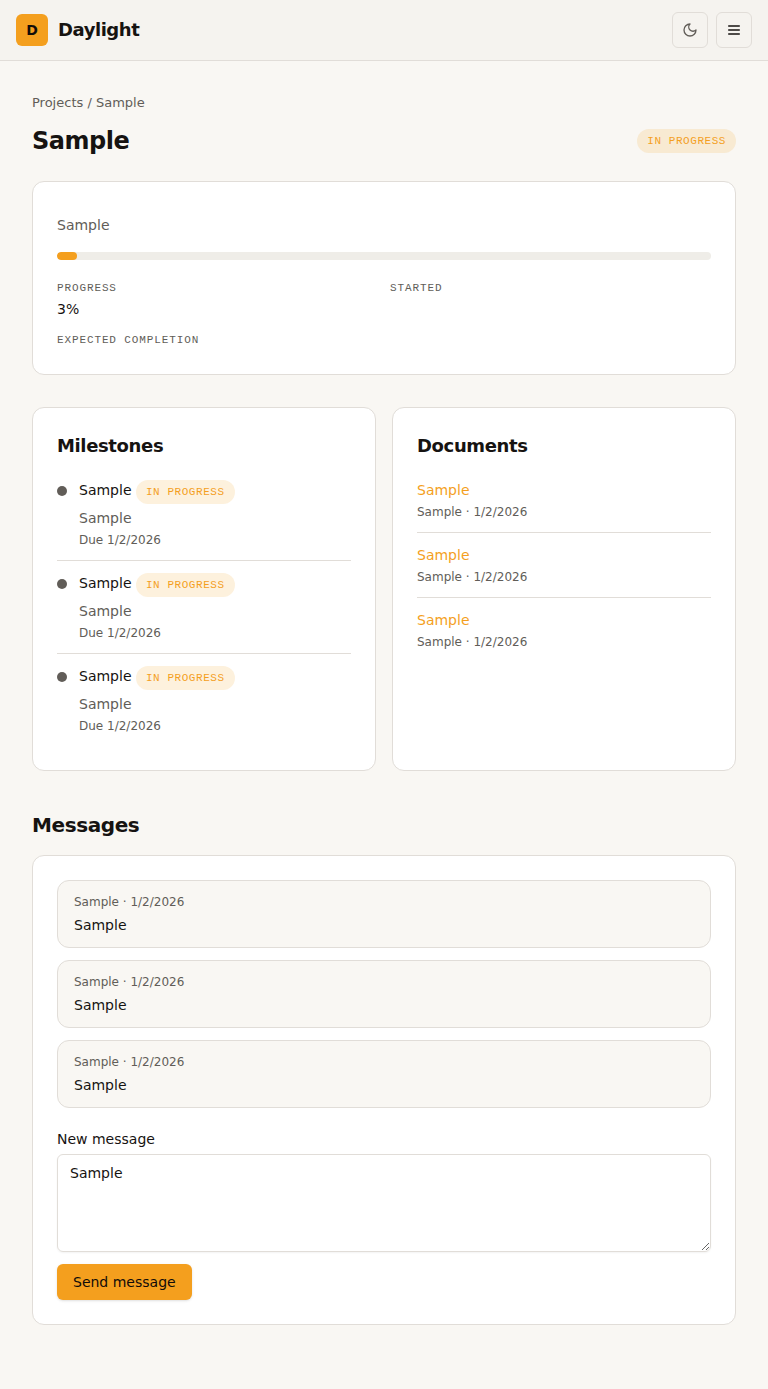 D Daylight
Projects / Sample
Sample
IN PROGRESS
Sample
PROGRESS
3%
STARTED
EXPECTED COMPLETION
Milestones
Sample IN PROGRESS
Sample
Due 1/2/2026
Sample IN PROGRESS
Sample
Due 1/2/2026
Sample IN PROGRESS
Sample
Due 1/2/2026
Documents
Sample
Sample · 1/2/2026
Sample
Sample · 1/2/2026
Sample
Sample · 1/2/2026
Messages
Sample · 1/2/2026
Sample
Sample · 1/2/2026
Sample
Sample · 1/2/2026
Sample
New message
Sample
Send message